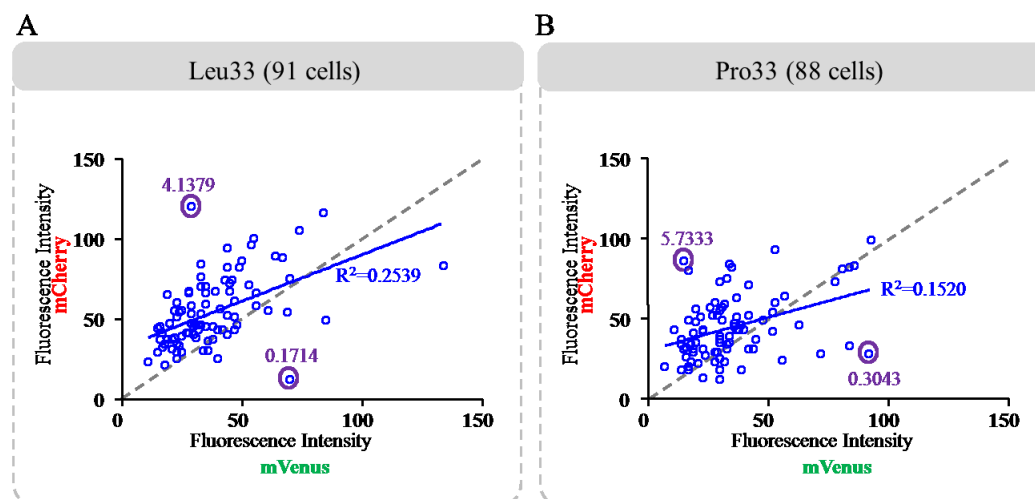 A
Leu33 (91 cells)
Fluorescence Intensity
mCherry
150
100
50
0
4.1379
R²=0.2539
0.1714
0
50
100
150
Fluorescence Intensity
mVenus
B
Pro33 (88 cells)
Fluorescence Intensity
mCherry
150
100
50
0
5.7333
R²=0.1520
0.3043
0
50
100
150
Fluorescence Intensity
mVenus